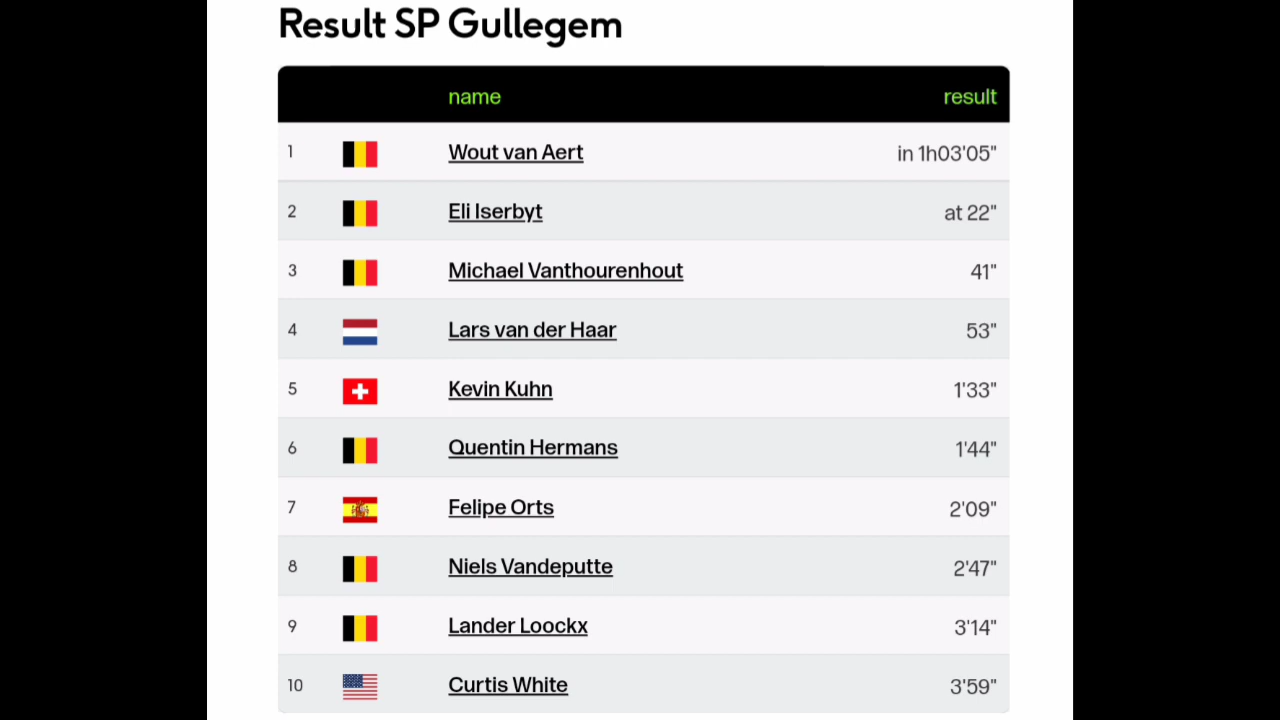 Result SP Gullegem
name result
1 Wout van Aert in 1h03'05"
2 Eli Iserbyt at 22"
3 Michael Vanthourenhout 41"
4 Lars van der Haar 53"
5 Kevin Kuhn 1'33"
6 Quentin Hermans 1'44"
7 Felipe Orts 2'09"
8 Niels Vandeputte 2'47"
9 Lander Loockx 3'14"
10 Curtis White 3'59"